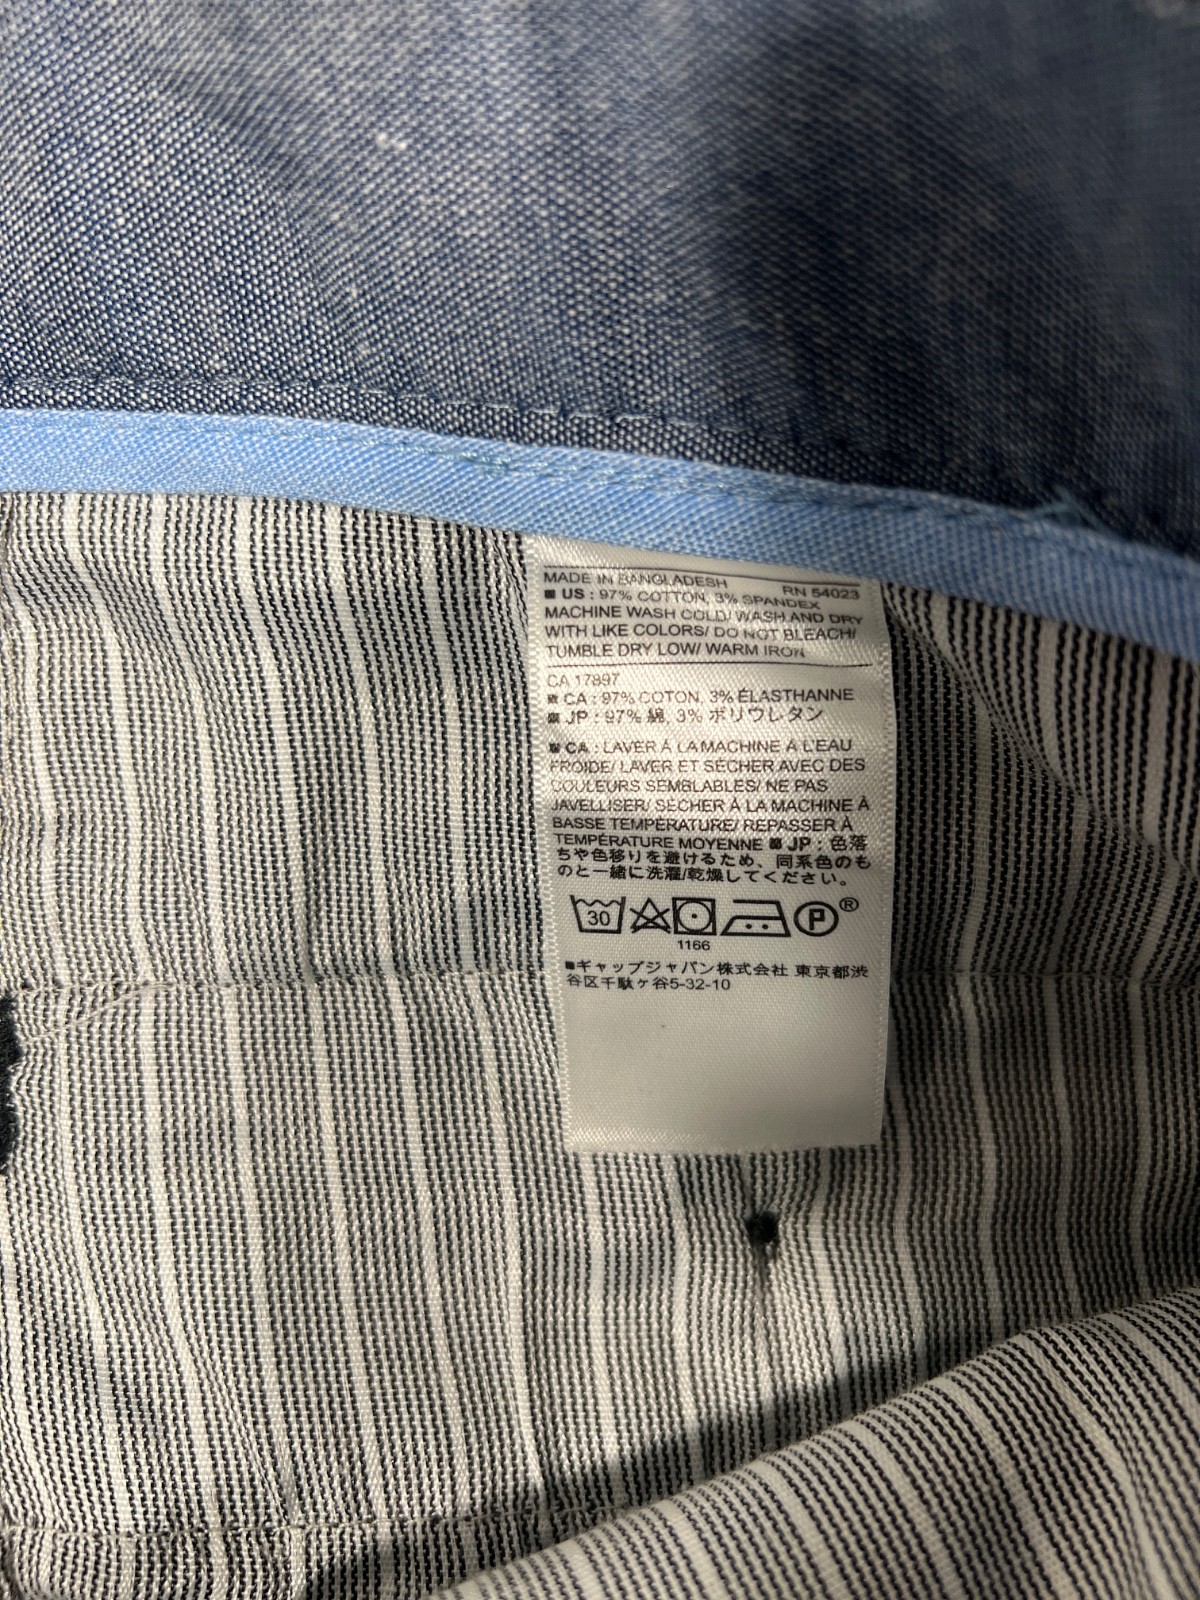 MADE IN BANGLADESH RN 54023
■ US : 97% COTTON, 3% SPANDEX
MACHINE WASH COLD/ WASH AND DRY
WITH LIKE COLORS/ DO NOT BLEACH/
TUMBLE DRY LOW/ WARM IRON
CA 17897
■ CA : 97% COTON, 3% ÉLASTHANNE
■ JP : 97% 綿, 3% ポリウレタン
■ CA : LAVER À LA MACHINE À L'EAU
FROIDE/ LAVER ET SÉCHER AVEC DES
COULEURS SEMBLABLES/ NE PAS
JAVELLISER/ SÉCHER À LA MACHINE À
BASSE TEMPÉRATURE/ REPASSER À
TEMPÉRATURE MOYENNE ■ JP : 色落
ちや色移りを避けるため、同系色のも
のと一緒に洗濯/乾燥してください。
30 P ®
1166
■ギャップジャパン株式会社 東京都渋
谷区千駄ヶ谷5-32-10